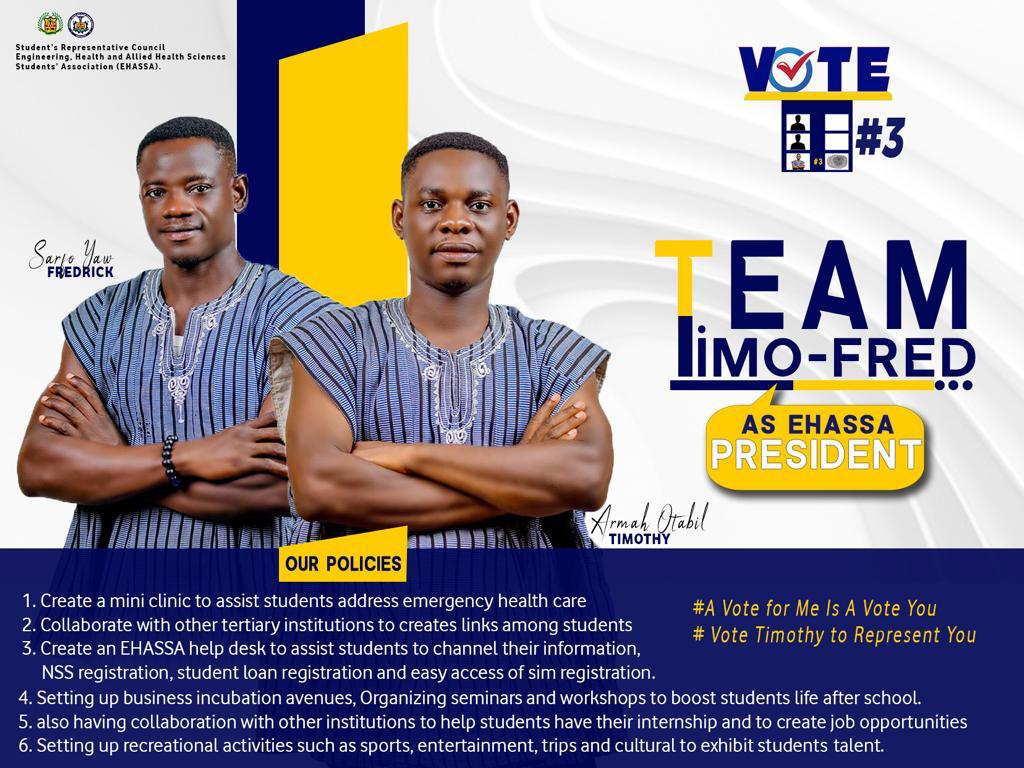 Student's Representative Council
Engineering, Health and Allied Health Sciences
Students' Association (EHASSA).
VOTE
#3
#3
Sarfo Yaw
FREDRICK
TEAM
TiMO-FRED...
AS EHASSA
PRESIDENT
Armah Otabil
TIMOTHY
OUR POLICIES
1. Create a mini clinic to assist students address emergency health care
2. Collaborate with other tertiary institutions to creates links among students
3. Create an EHASSA help desk to assist students to channel their information,
NSS registration, student loan registration and easy access of sim registration.
4. Setting up business incubation avenues, Organizing seminars and workshops to boost students life after school.
5. also having collaboration with other institutions to help students have their internship and to create job opportunities
6. Setting up recreational activities such as sports, entertainment, trips and cultural to exhibit students talent.
#A Vote for Me Is A Vote You
# Vote Timothy to Represent You